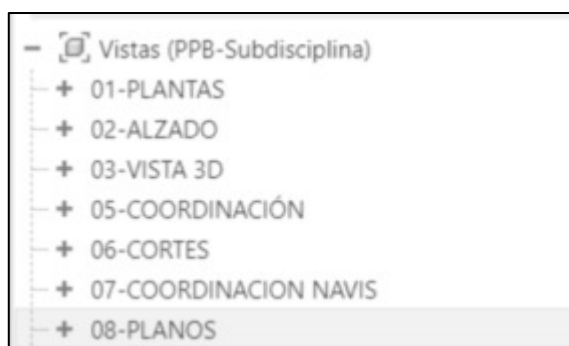 Vistas (PPB-Subdisciplina)
01-PLANTAS
02-ALZADO
03-VISTA 3D
05-COORDINACIÓN
06-CORTES
07-COORDINACION NAVIS
08-PLANOS